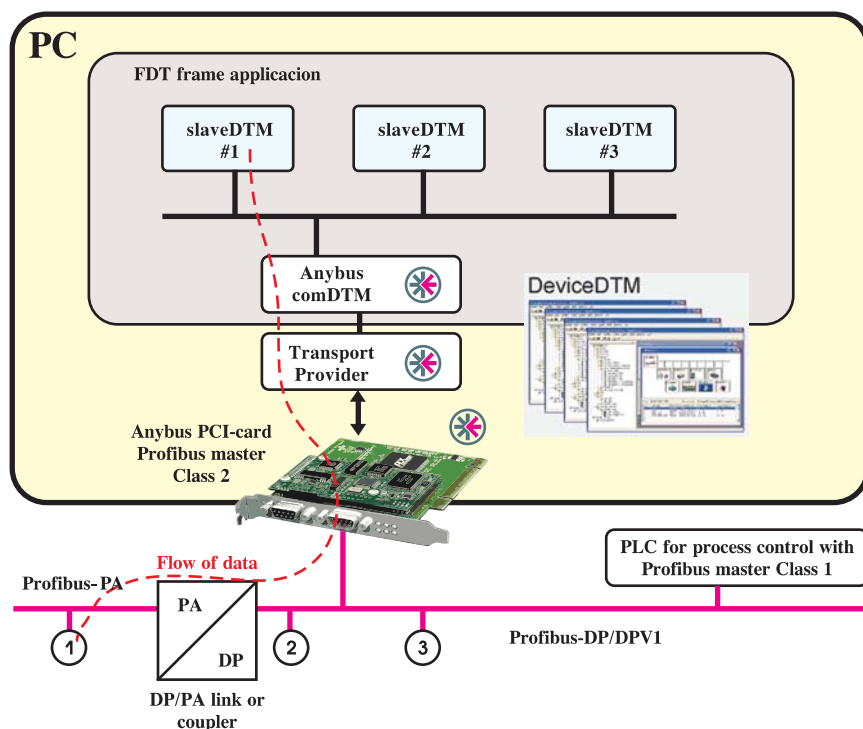 PC
FDT frame applicacion
slaveDTM
#1
slaveDTM
#2
slaveDTM
#3
Anybus
comDTM
DeviceDTM
Transport
Provider
Anybus PCI-card
Profibus master
Class 2
Flow of data
PLC for process control with
Profibus master Class 1
Profibus-PA
PA
DP
1
2
3
Profibus-DP/DPV1
DP/PA link or
coupler